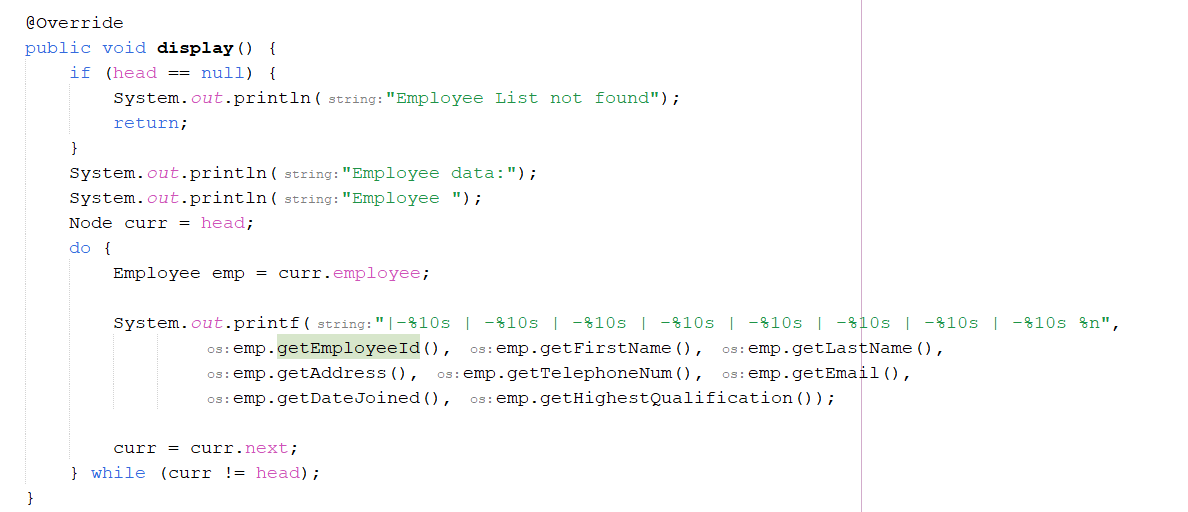 @Override
public void display() {
    if (head == null) {
        System.out.println( string: "Employee List not found");
        return;
    }
    System.out.println( string: "Employee data:");
    System.out.println( string: "Employee ");
    Node curr = head;
    do {
        Employee emp = curr.employee;

        System.out.printf( string: "|-%10s | -%10s | -%10s | -%10s | -%10s | -%10s | -%10s | -%10s %n",
                os: emp.getEmployeeId(),  os: emp.getFirstName(),  os: emp.getLastName(),
                os: emp.getAddress(),  os: emp.getTelephoneNum(),  os: emp.getEmail(),
                os: emp.getDateJoined(),  os: emp.getHighestQualification());

        curr = curr.next;
    } while (curr != head);
}